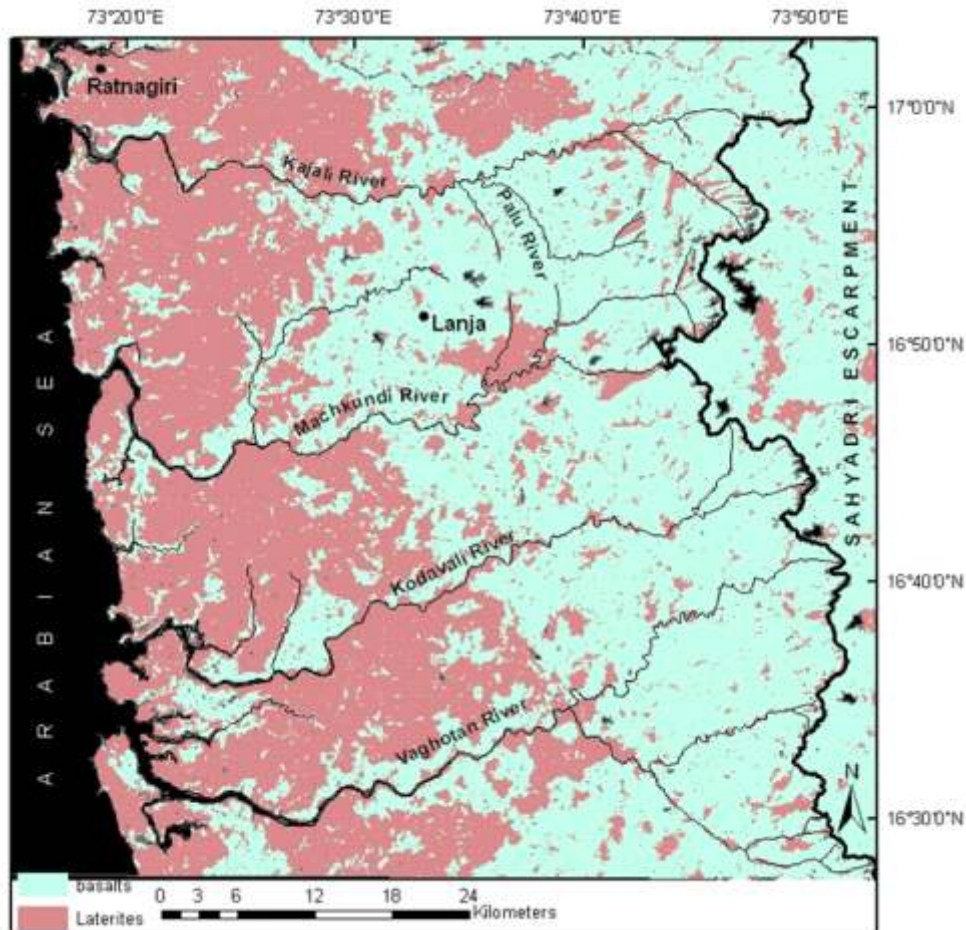 73°20'0"E 73°30'0"E 73°40'0"E 73°50'0"E
Ratnagiri
17°0'0"N
Kajali River
Palu River
SAHYADRI ESCARPMENT
Lanja
16°50'0"N
ARABIAN SEA
Machkundi River
Kodavali River
16°40'0"N
Vaghotan River
N
16°30'0"N
basalts
0 3 6 12 18 24
Kilometers
Laterites